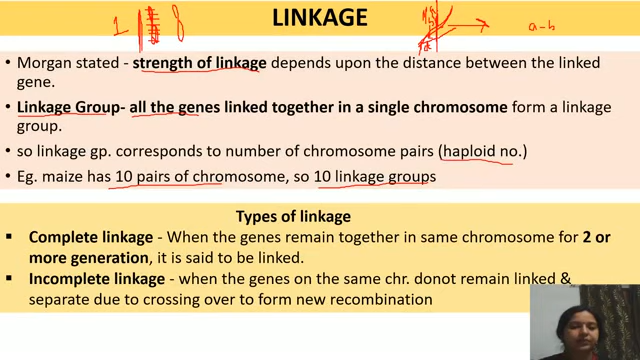 LINKAGE
1
a-b
• Morgan stated - strength of linkage depends upon the distance between the linked
gene.
• Linkage Group- all the genes linked together in a single chromosome form a linkage
group.
• so linkage gp. corresponds to number of chromosome pairs (haploid no.)
• Eg. maize has 10 pairs of chromosome, so 10 linkage groups
Types of linkage
▪ Complete linkage - When the genes remain together in same chromosome for 2 or
more generation, it is said to be linked.
▪ Incomplete linkage - when the genes on the same chr. donot remain linked &
separate due to crossing over to form new recombination